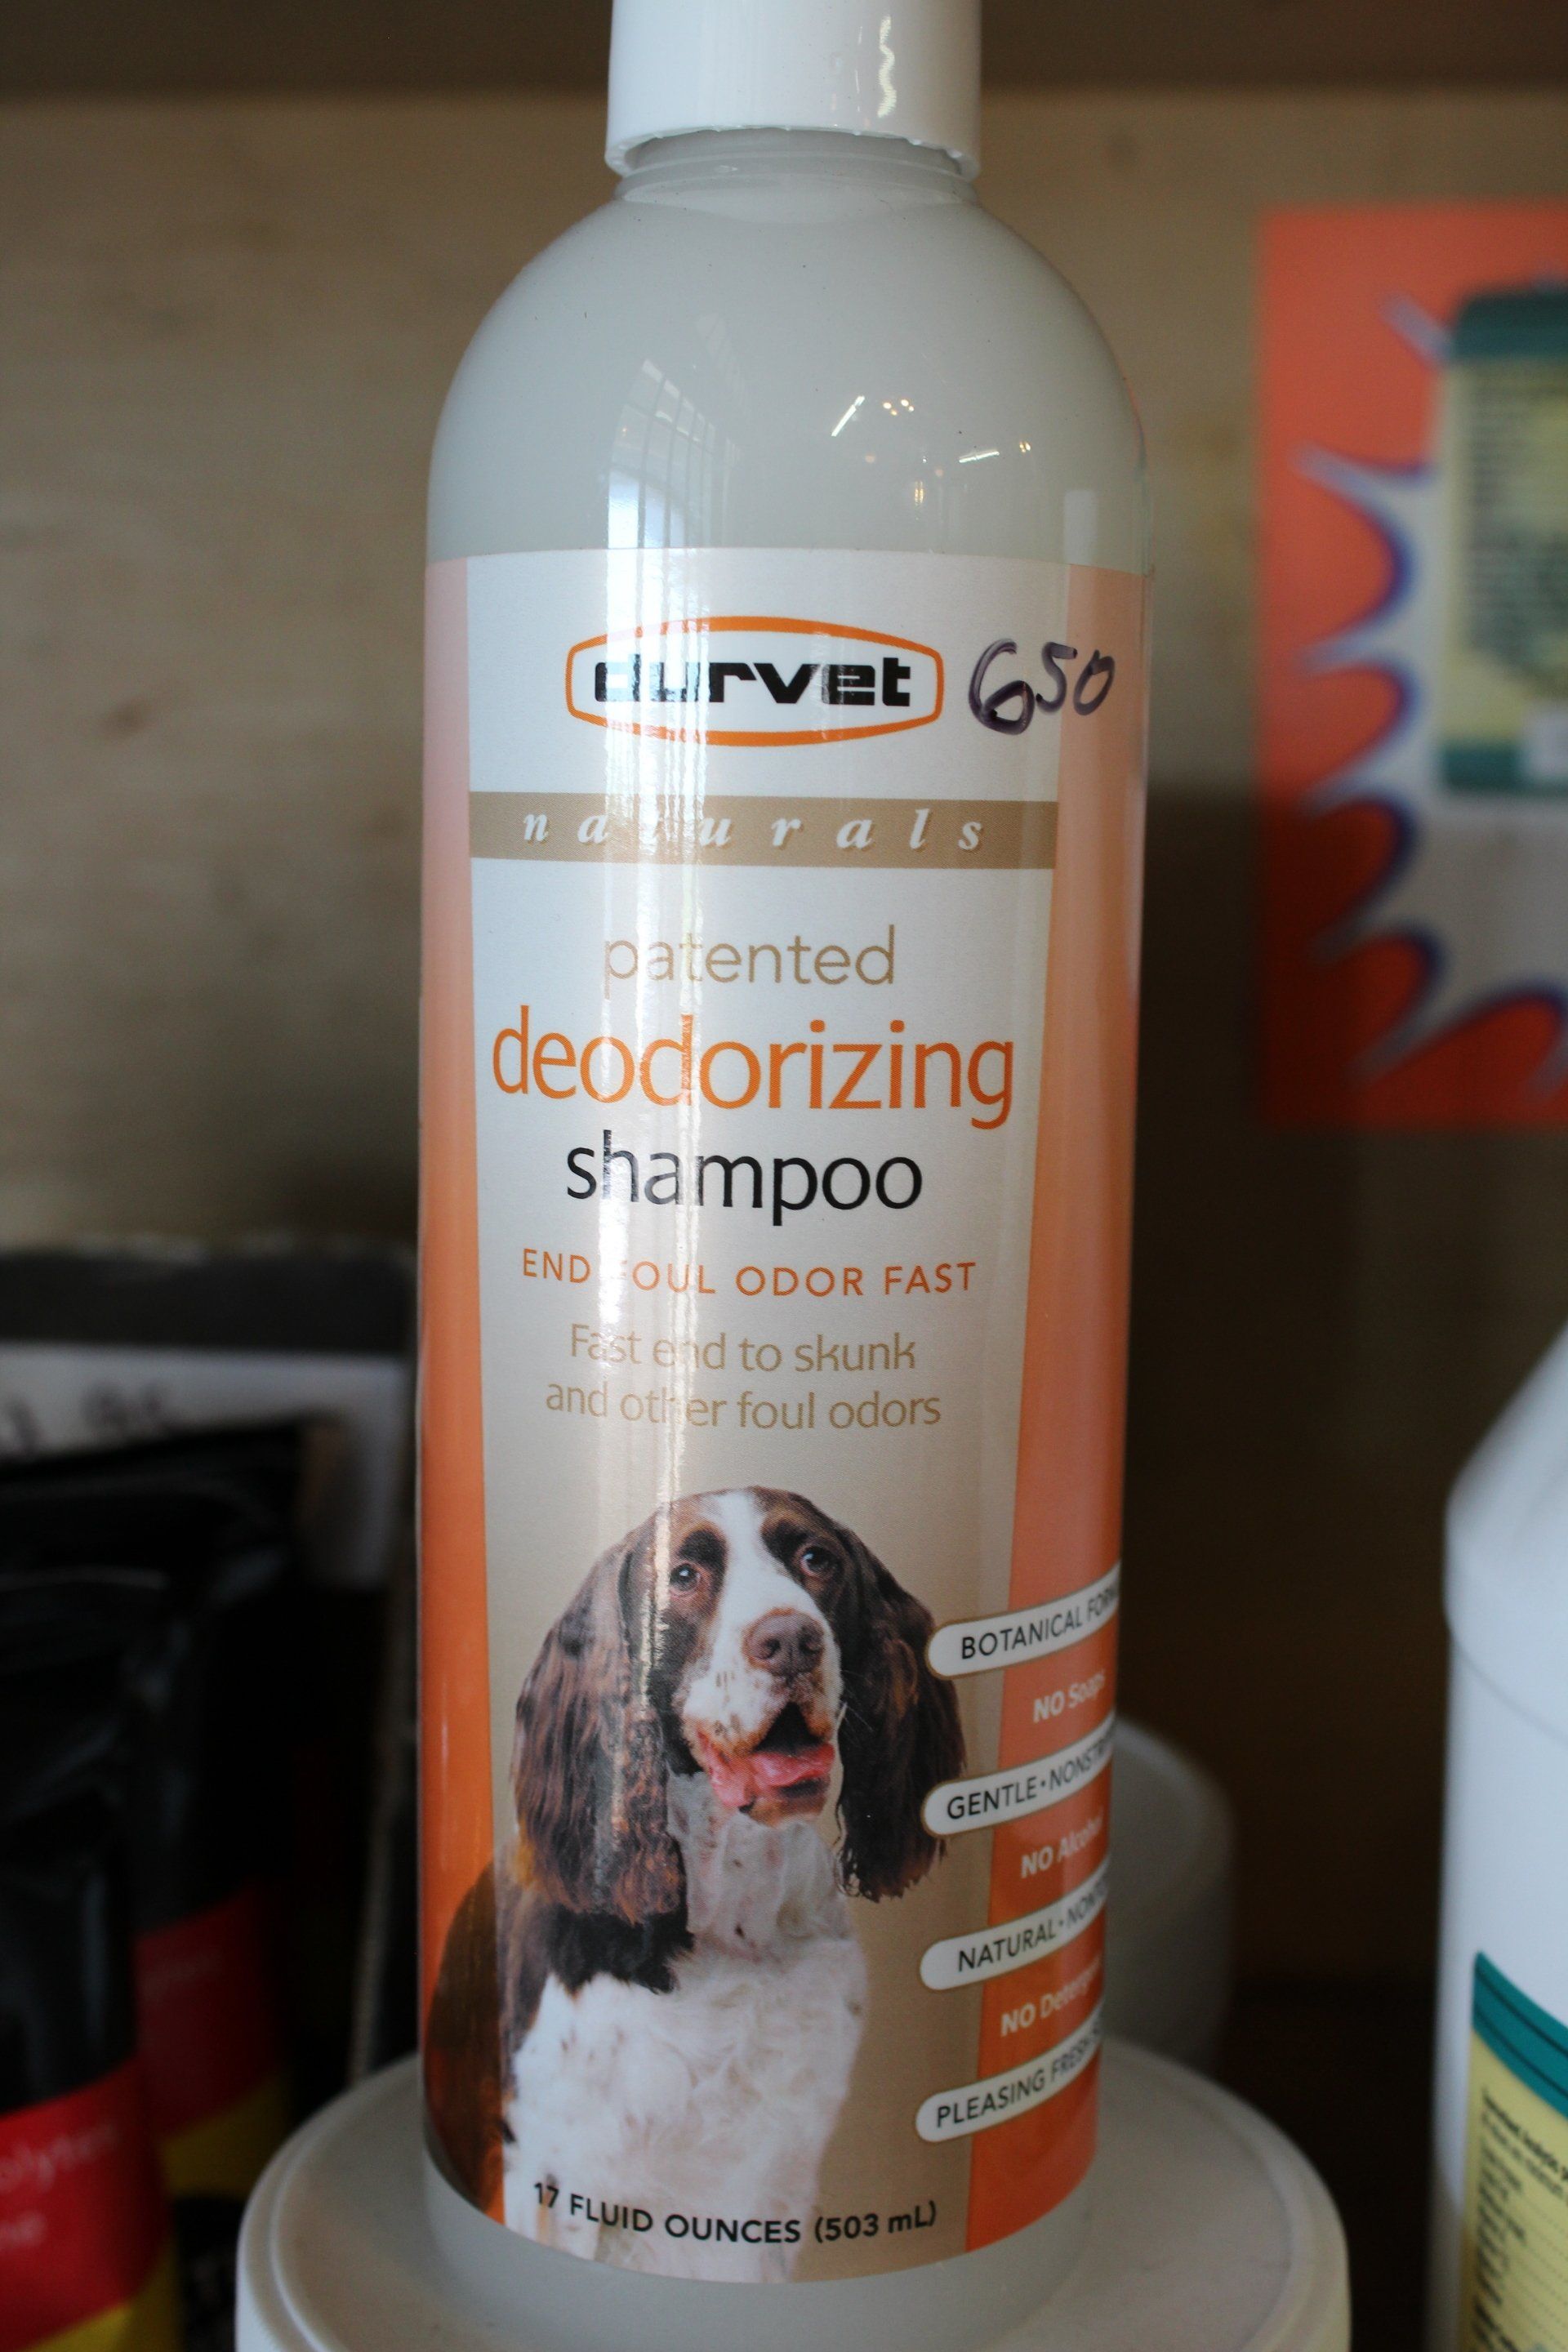 durvet 650
naturals
patented
deodorizing
shampoo
END FOUL ODOR FAST
Fast end to skunk
and other foul odors
BOTANICAL
NO Soaps
GENTLE •
NO
NATURAL •
NO
PLEASING
17 FLUID OUNCES (503 mL)